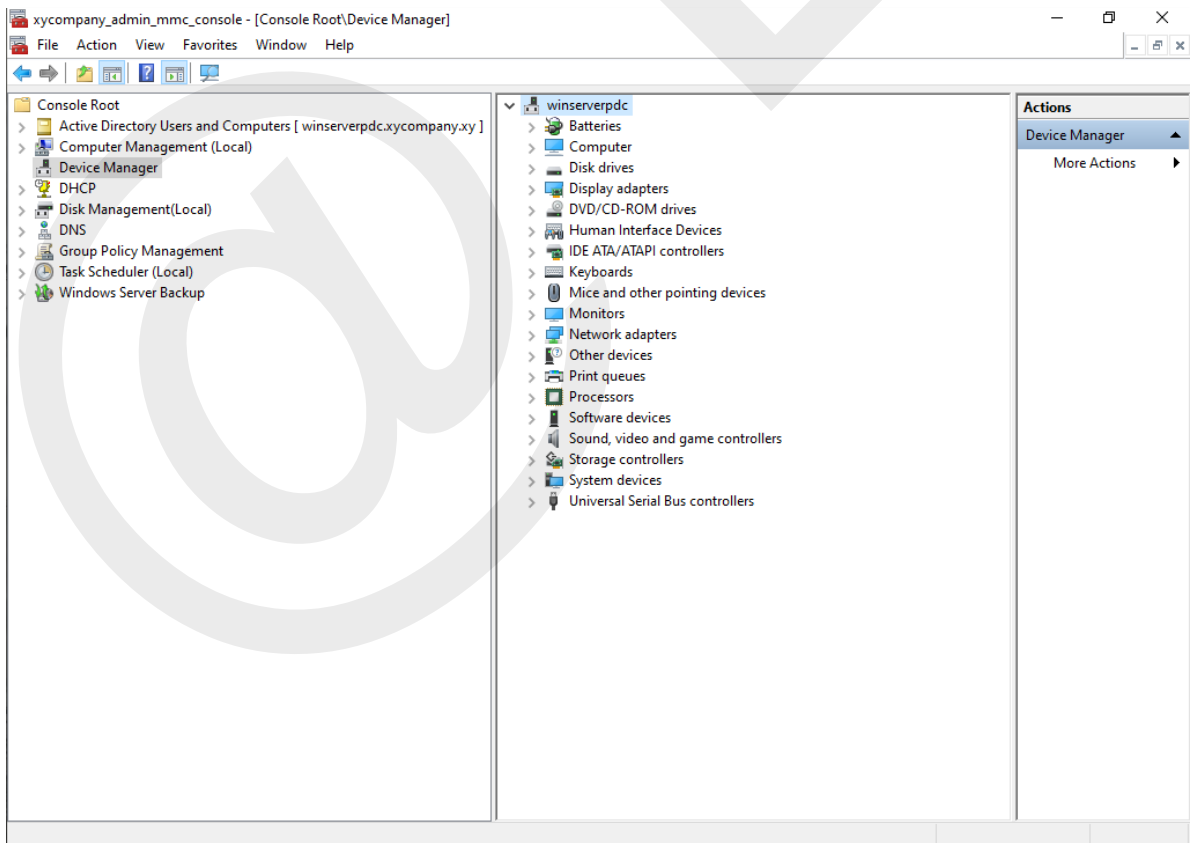 xycompany_admin_mmc_console - [Console Root\Device Manager]
File Action View Favorites Window Help
Console Root
Active Directory Users and Computers [ winserverpdc.xycompany.xy ]
Computer Management (Local)
Device Manager
DHCP
Disk Management(Local)
DNS
Group Policy Management
Task Scheduler (Local)
Windows Server Backup
winserverpdc
Batteries
Computer
Disk drives
Display adapters
DVD/CD-ROM drives
Human Interface Devices
IDE ATA/ATAPI controllers
Keyboards
Mice and other pointing devices
Monitors
Network adapters
Other devices
Print queues
Processors
Software devices
Sound, video and game controllers
Storage controllers
System devices
Universal Serial Bus controllers
Actions
Device Manager
More Actions
@